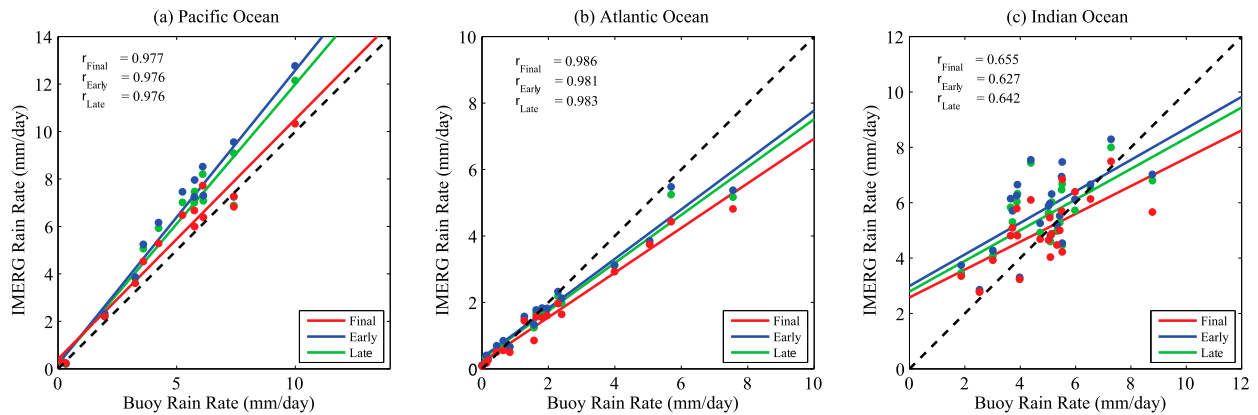 (a) Pacific Ocean
IMERG Rain Rate (mm/day)
14
12
10
8
6
4
2
0
r Final = 0.977
r Early = 0.976
r Late = 0.976
Final
Early
Late
0 5 10
Buoy Rain Rate (mm/day)
(b) Atlantic Ocean
IMERG Rain Rate (mm/day)
10
8
6
4
2
0
r Final = 0.986
r Early = 0.981
r Late = 0.983
Final
Early
Late
0 2 4 6 8 10
Buoy Rain Rate (mm/day)
(c) Indian Ocean
IMERG Rain Rate (mm/day)
12
10
8
6
4
2
0
r Final = 0.655
r Early = 0.627
r Late = 0.642
Final
Early
Late
0 2 4 6 8 10 12
Buoy Rain Rate (mm/day)